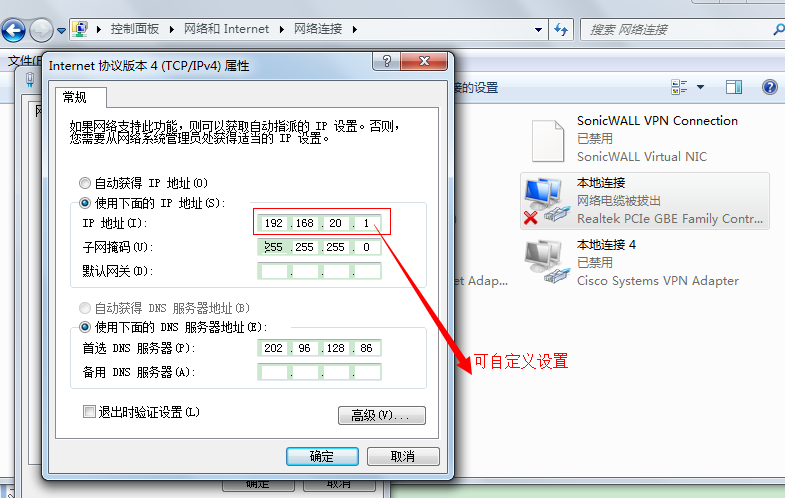 控制面板 ▸ 网络和 Internet ▸ 网络连接 ▸
搜索 网络连接
文件(F
Internet 协议版本 4 (TCP/IPv4) 属性
接的设置
常规
如果网络支持此功能，则可以获取自动指派的 IP 设置。否则，
您需要从网络系统管理员处获得适当的 IP 设置。
自动获得 IP 地址(O)
使用下面的 IP 地址(S):
IP 地址(I):
192 . 168 . 20 . 1
子网掩码(U):
255 . 255 . 255 . 0
默认网关(D):
. . .
自动获得 DNS 服务器地址(B)
使用下面的 DNS 服务器地址(E):
首选 DNS 服务器(P):
202 . 96 . 128 . 86
备用 DNS 服务器(A):
. . .
退出时验证设置(L)
高级(V)...
确定
取消
确定
取消
SonicWALL VPN Connection
已禁用
SonicWALL Virtual NIC
本地连接
网络电缆被拔出
Realtek PCIe GBE Family Contr...
本地连接 4
已禁用
et Adap...
Cisco Systems VPN Adapter
可自定义设置